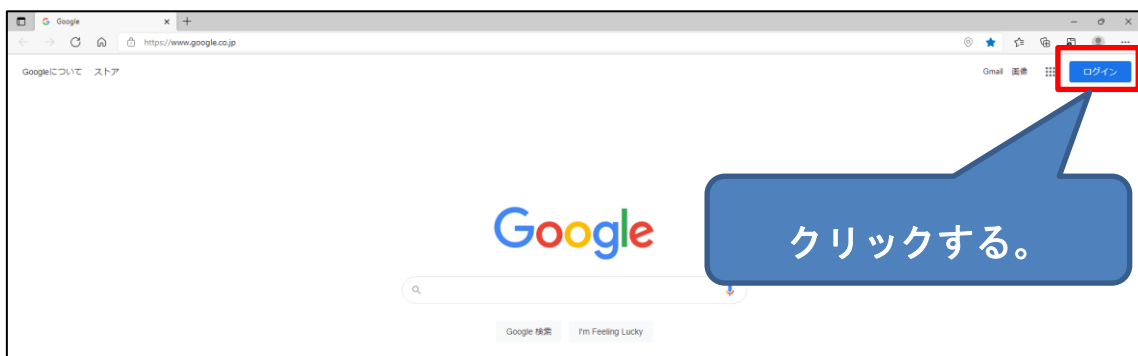 Google
https://www.google.co.jp
Googleについて ストア
Gmail 画像
ログイン
クリックする。
Google
Google 検索 I'm Feeling Lucky